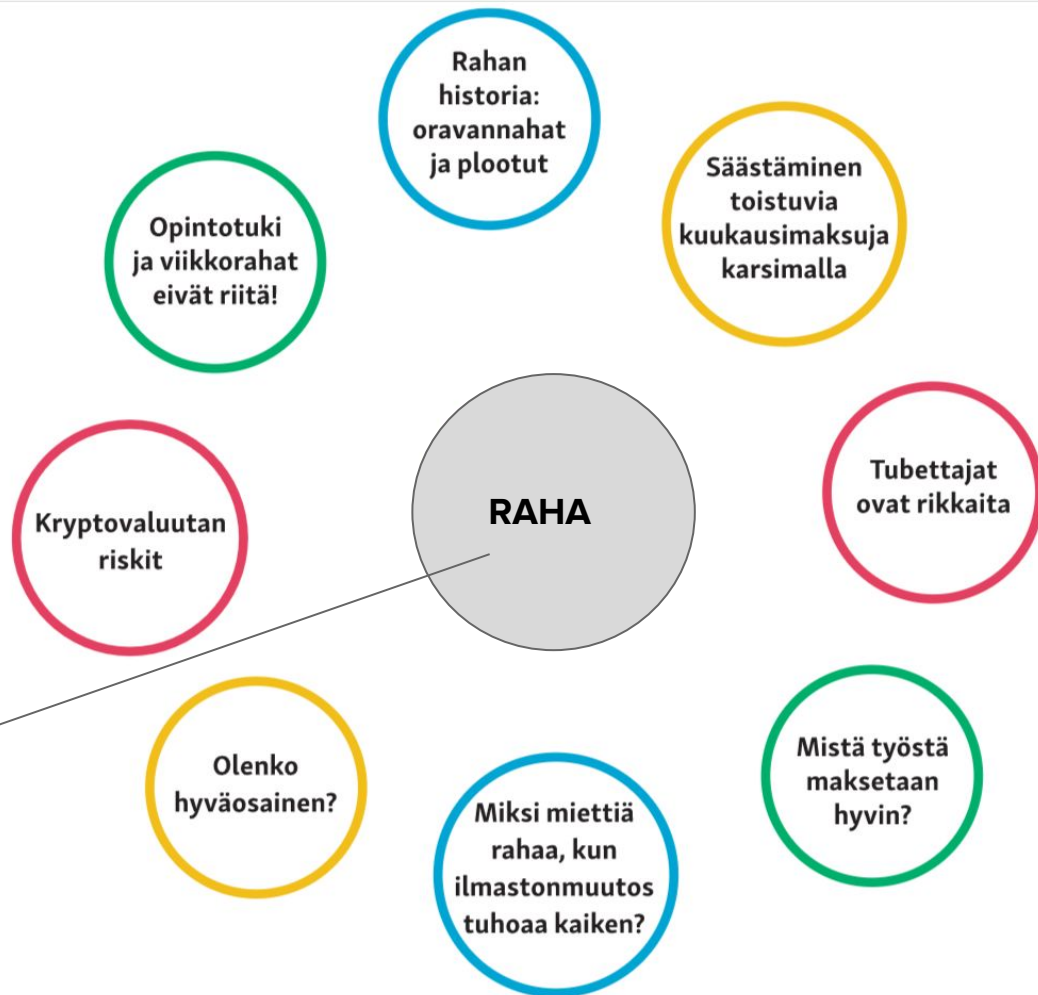 Rahan
historia:
oravannahat
ja plootut
Säästäminen
toistuvia
kuukausimaksuja
karsimalla
Opintotuki
ja viikkorahat
eivät riitä!
Tubettajat
ovat rikkaita
RAHA
Kryptovaluutan
riskit
Mistä työstä
maksetaan
hyvin?
Olenko
hyväosainen?
Miksi miettiä
rahaa, kun
ilmastonmuutos
tuhoaa kaiken?